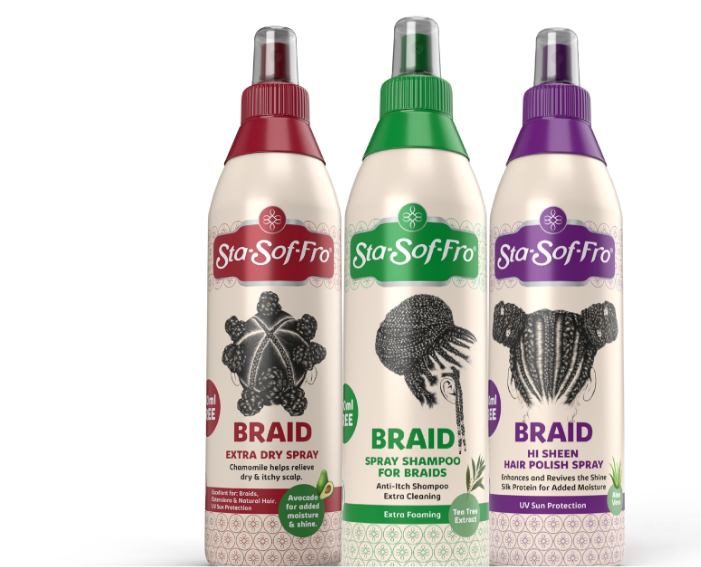 Sta-Sof-Fro®
BRAID
EXTRA DRY SPRAY
Chamomile helps relieve
dry & itchy scalp.
Excellent for: Braids,
Extensions & Natural Hair.
UV Sun Protection
Avocado
for added
moisture
& shine.
Sta-Sof-Fro®
BRAID
SPRAY SHAMPOO
FOR BRAIDS
Anti-Itch Shampoo
Extra Cleaning
Extra Foaming
Tea Tree
Extract
Sta-Sof-Fro®
BRAID
HI SHEEN
HAIR POLISH SPRAY
Enhances and Revives the Shine
Silk Protein for Added Moisture
UV Sun Protection
Aloe
Vera